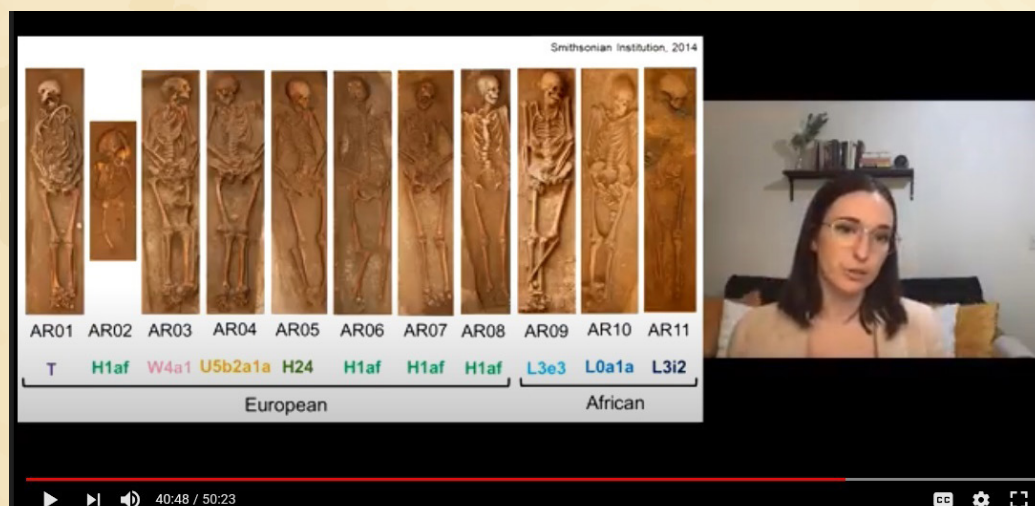 Smithsonian Institution, 2014
AR01 AR02 AR03 AR04 AR05 AR06 AR07 AR08 AR09 AR10 AR11
T H1af W4a1 U5b2a1a H24 H1af H1af H1af L3e3 L0a1a L3i2
European African
40:48 / 50:23 CC